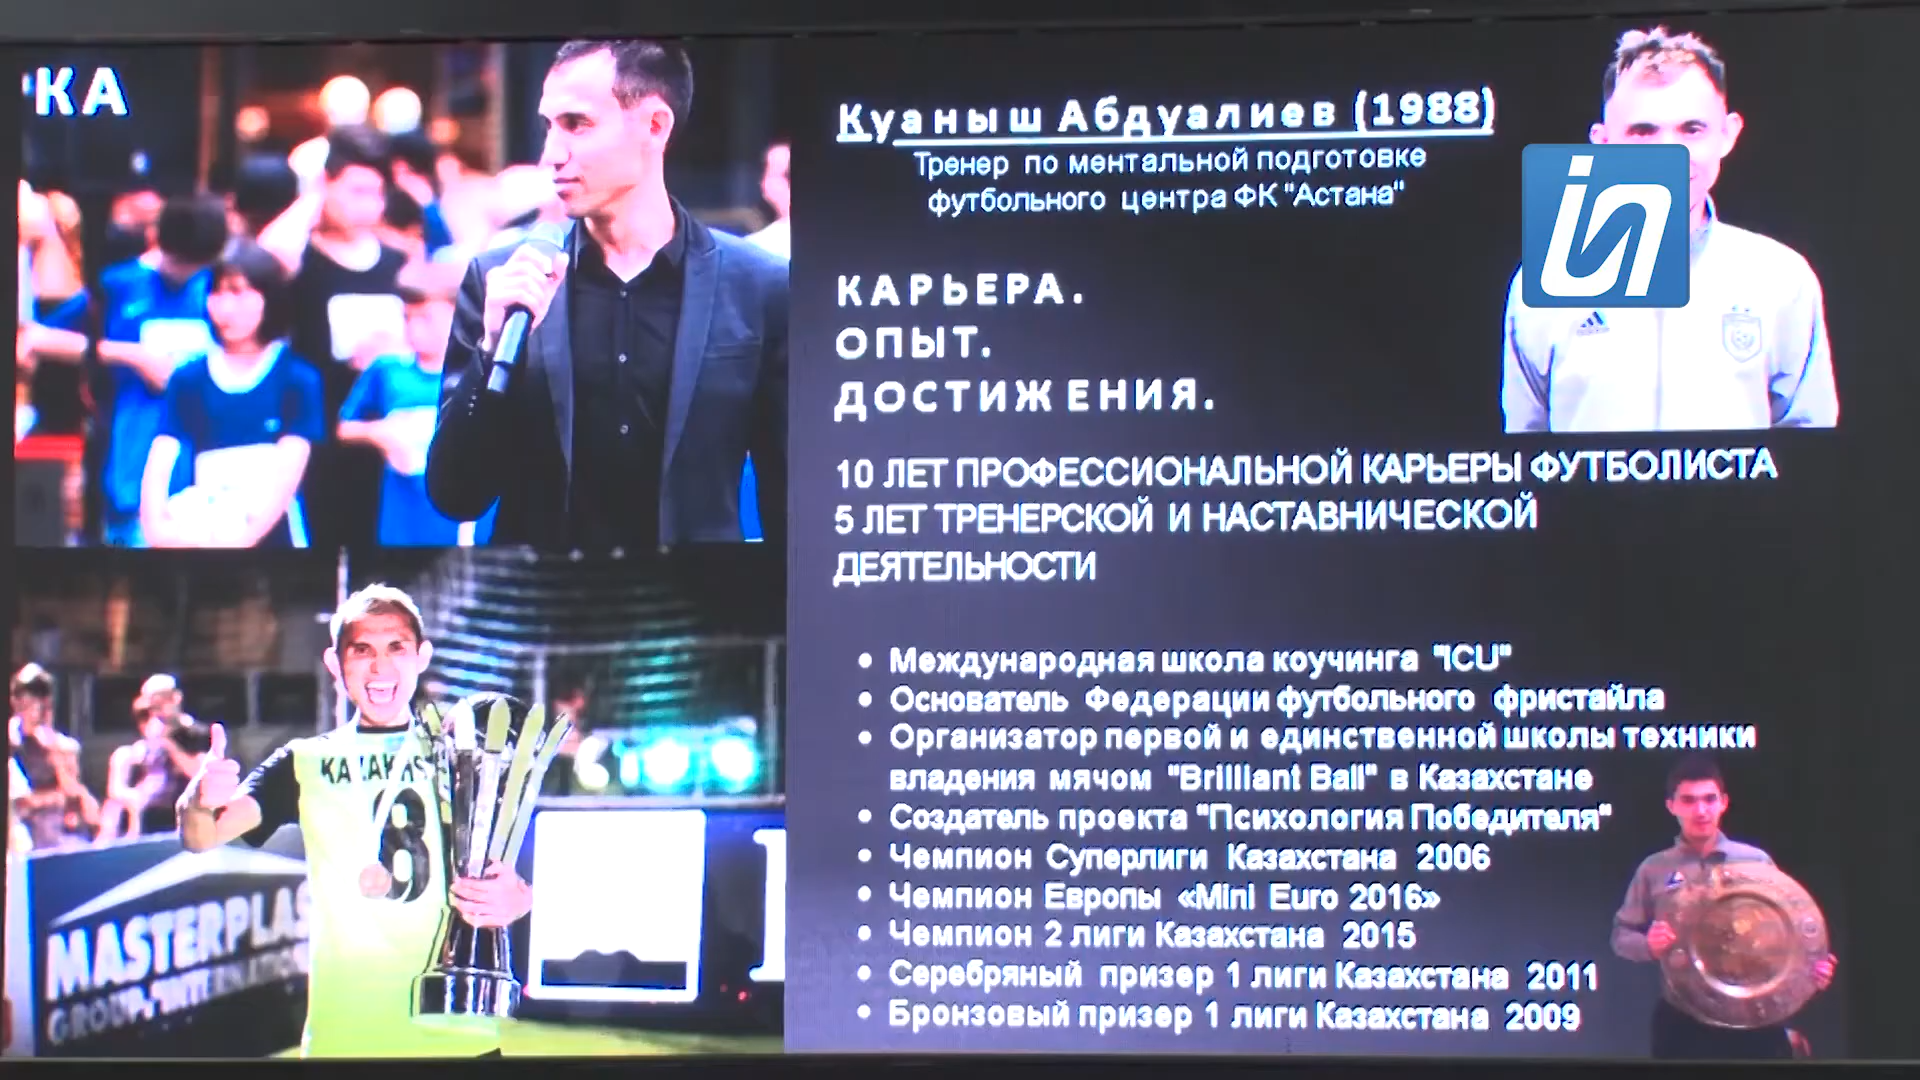 КА
Куаныш Абдуалиев (1988)
Тренер по ментальной подготовке
футбольного центра ФК "Астана"
in
КАРЬЕРА.
ОПЫТ.
ДОСТИЖЕНИЯ.
10 ЛЕТ ПРОФЕССИОНАЛЬНОЙ КАРЬЕРЫ ФУТБОЛИСТА
5 ЛЕТ ТРЕНЕРСКОЙ И НАСТАВНИЧЕСКОЙ
ДЕЯТЕЛЬНОСТИ
• Международная школа коучинга "ICU"
• Основатель Федерации футбольного фристайла
• Организатор первой и единственной школы техники
владения мячом "Brilliant Ball" в Казахстане
• Создатель проекта "Психология Победителя"
• Чемпион Суперлиги Казахстана 2006
• Чемпион Европы «Mini Euro 2016»
• Чемпион 2 лиги Казахстана 2015
• Серебряный призер 1 лиги Казахстана 2011
• Бронзовый призер 1 лиги Казахстана 2009
8
MASTERPLAS
GROUP